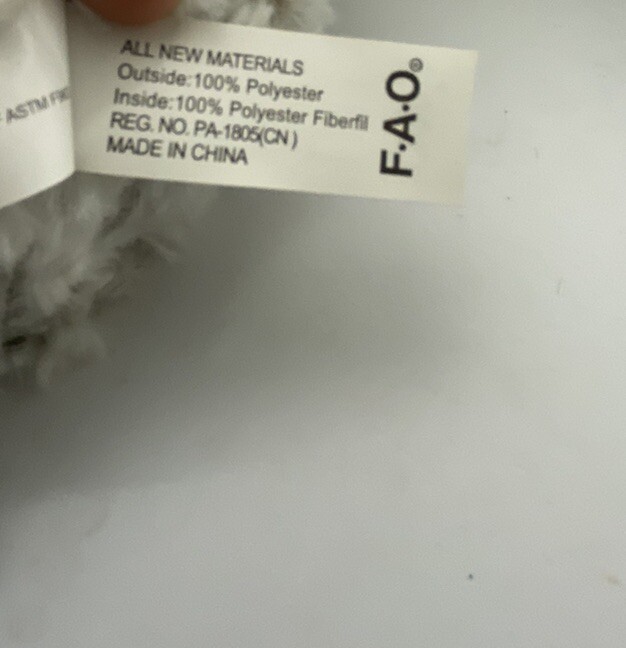 ASTM
ALL NEW MATERIALS
Outside:100% Polyester
Inside:100% Polyester Fiberfil
REG. NO. PA-1805(CN)
MADE IN CHINA
F·A·O®